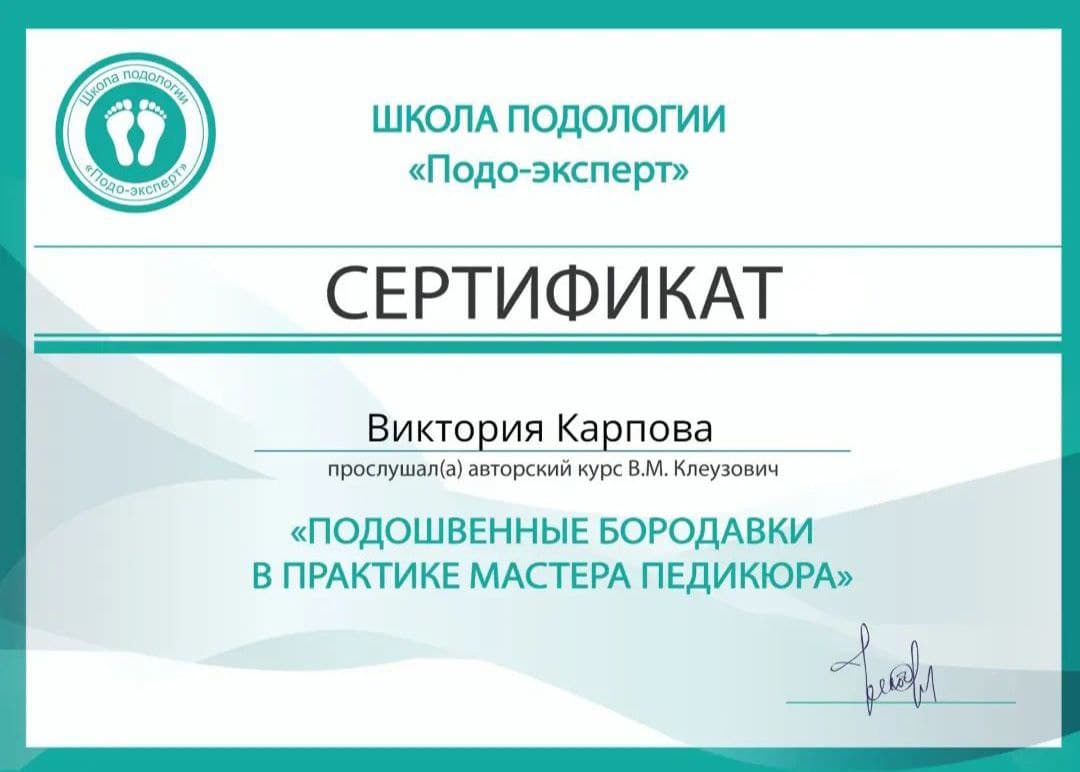 Школа подологии
«Подо-эксперт»
ШКОЛА ПОДОЛОГИИ
«Подо-эксперт»
СЕРТИФИКАТ
Виктория Карпова
прослушал(а) авторский курс В.М. Клеузович
«ПОДОШВЕННЫЕ БОРОДАВКИ
В ПРАКТИКЕ МАСТЕРА ПЕДИКЮРА»